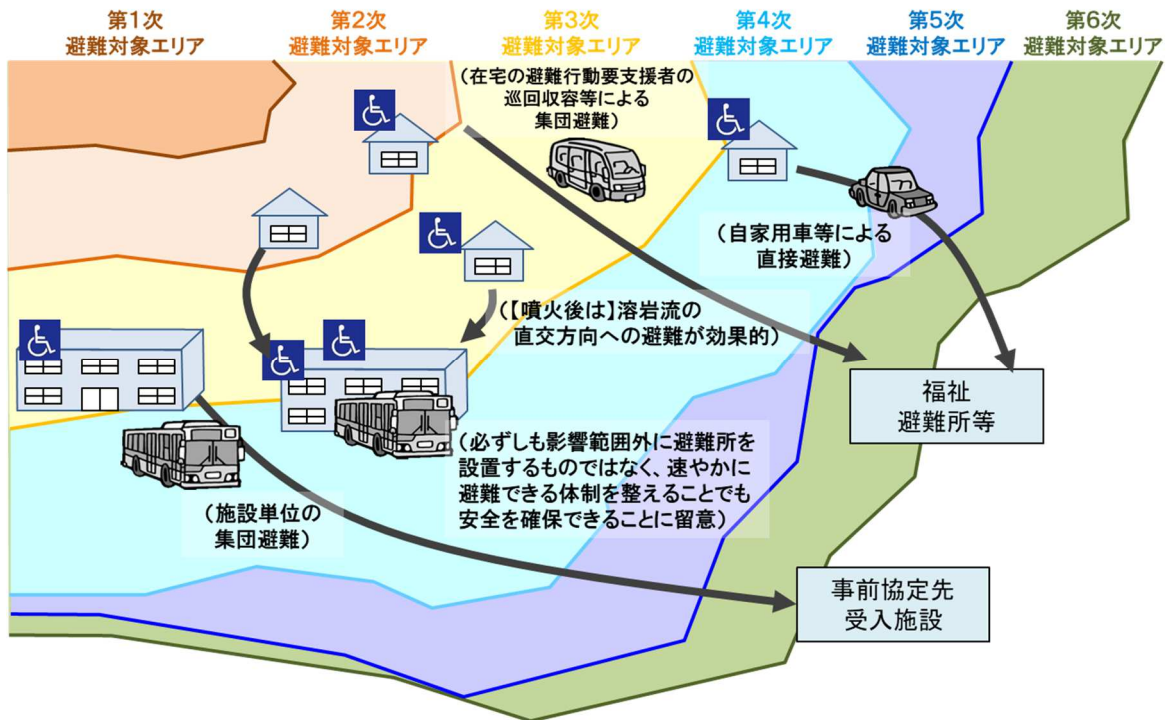 第1次
避難対象エリア
第2次
避難対象エリア
第3次
避難対象エリア
第4次
避難対象エリア
第5次
避難対象エリア
第6次
避難対象エリア
(在宅の避難行動要支援者の
巡回収容等による
集団避難)
(自家用車等による
直接避難)
(【噴火後は】溶岩流の
直交方向への避難が効果的)
福祉
避難所等
(必ずしも影響範囲外に避難所を
設置するものではなく、速やかに
避難できる体制を整えることでも
安全を確保できることに留意)
(施設単位の
集団避難)
事前協定先
受入施設